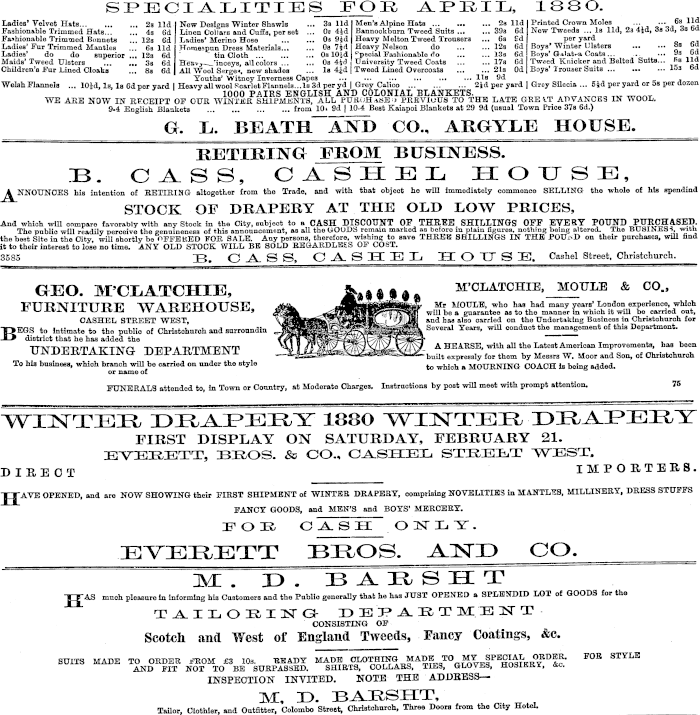 SPECIALITIES FOR APRIL, 1880.
Ladies' Velvet Hats... ... ... 2s 11d
Fashionable Trimmed Hats... ... 4s 6d
Fashionable Trimmed Bonnets ... 12s 6d
Ladies' Fur Trimmed Mantles ... 6s 11d
Ladies' do do superior ... 12s 6d
Maids' Tweed Ulsters ... 3s 6d
Children's Fur Lined Cloaks ... 8s 6d
New Designs Winter Shawls 3s 11d
Linen Collars and Cuffs, per set ... 0s 4½d
Ladies' Merino Hose ... ... 0s 9½d
Homespun Dress Materials... ... 0s 7½d
Cloth ... ... 0s 10½d
all colors ... 0s 4½d
All Wool Serges, new shades 1s 4½d
Youths' Witney Inverness Capes ... 11s 9d
Men's Alpine Hats ... ... 2s 11d
Bannockburn Tweed Suits ... ... 39s 6d
Heavy Melton Tweed Trousers ... 6s 6d
Heavy Nelson do ... 12s 6d
Special Fashionable do ... 13s 6d
University Tweed Coats ... 17s 6d
Tweed Lined Overcoats ... 21s 0d
Printed Crown Moles ... 6s 11d
New Tweeds ... 1s 11d, 2s 4½d, 3s 3d, 3s 6d
per yard
Boys' Winter Ulsters ... 8s 6d
Boys' Galatea Coats ... ... 9s 6d
Tweed Knicker and Belted Suits... 8s 11d
Boys' Trouser Suits ... ... 15s 6d
Welsh Flannels ... 10½d, 1s, 1s 6d per yard | Heavy all wool Scarlet Flannels...1s 3d per yd | Grey Calico ... 2½d per yard | Grey Silecia ... 5½d per yard or 5s per dozen
1000 PAIRS ENGLISH AND COLONIAL BLANKETS.
WE ARE NOW IN RECEIPT OF OUR WINTER SHIPMENTS, ALL PURCHASED PREVIOUS TO THE LATE GREAT ADVANCES IN WOOL.
9-4 English Blankets ... ... ... ... from 10s 9d | 10-4 Best Kaiapoi Blankets at 29 9d (usual Town Price 37s 6d.)
G. L. BEATH AND CO., ARGYLE HOUSE.
RETIRING FROM BUSINESS.
B. CASS, CASHEL HOUSE,
ANNOUNCES his intention of RETIRING altogether from the Trade, and with that object he will immediately commence SELLING the whole of his spendind
STOCK OF DRAPERY AT THE OLD LOW PRICES,
And which will compare favorably with any Stock in the City, subject to a CASH DISCOUNT OF THREE SHILLINGS OFF EVERY POUND PURCHASED.
The public will readily perceive the genuineness of this announcement, as all the GOODS remain marked as before in plain figures, nothing being altered. The BUSINESS, with
the best Site in the City, will shortly be OFFERED FOR SALE. Any persons, therefore, wishing to save THREE SHILLINGS IN THE POUND on their purchases, will find
it to their interest to lose no time. ANY OLD STOCK WILL BE SOLD REGARDLESS OF COST.
3585 B. CASS, CASHEL HOUSE, Cashel Street, Christchurch.
GEO. M'CLATCHIE,
FURNITURE WAREHOUSE,
CASHEL STREET WEST,
BEGS to intimate to the public of Christchurch and surroundin
district that he has added the
UNDERTAKING DEPARTMENT
To his business, which branch will be carried on under the style
or name of
M'CLATCHIE, MOULE & CO.,
Mr MOULE, who has had many years' London experience, which
will be a guarantee as to the manner in which it will be carried out,
and has also carried on the Undertaking Business in Christchurch for
Several Years, will conduct the management of this Department.
A HEARSE, with all the Latest American Improvements, has been
built expressly for them by Messrs W. Moor and Son, of Christchurch
to which a MOURNING COACH is being added.
FUNERALS attended to, in Town or Country, at Moderate Charges. Instructions by post will meet with prompt attention. 75
WINTER DRAPERY 1880 WINTER DRAPERY
FIRST DISPLAY ON SATURDAY, FEBRUARY 21.
EVERETT, BROS. & CO., CASHEL STREET WEST.
DIRECT IMPORTERS.
HAVE OPENED, and are NOW SHOWING their FIRST SHIPMENT of WINTER DRAPERY, comprising NOVELITIES in MANTLES, MILLINERY, DRESS STUFFS
FANCY GOODS, and MEN'S and BOYS' MERCERY.
FOR CASH ONLY.
EVERETT BROS. AND CO.
M. D. BARSHT
HAS much pleasure in informing his Customers and the Public generally that he has JUST OPENED a SPLENDID LOT of GOODS for the
TAILORING DEPARTMENT
CONSISTING OF
Scotch and West of England Tweeds, Fancy Coatings, &c.
SUITS MADE TO ORDER FROM £3 10s. READY MADE CLOTHING MADE TO MY SPECIAL ORDER. FOR STYLE
AND FIT NOT TO BE SURPASSED. SHIRTS, COLLARS, TIES, GLOVES, HOSIERY, &c.
INSPECTION INVITED. NOTE THE ADDRESS—
M. D. BARSHT,
Tailor, Clothier, and Outfitter, Colombo Street, Christchurch, Three Doors from the City Hotel.